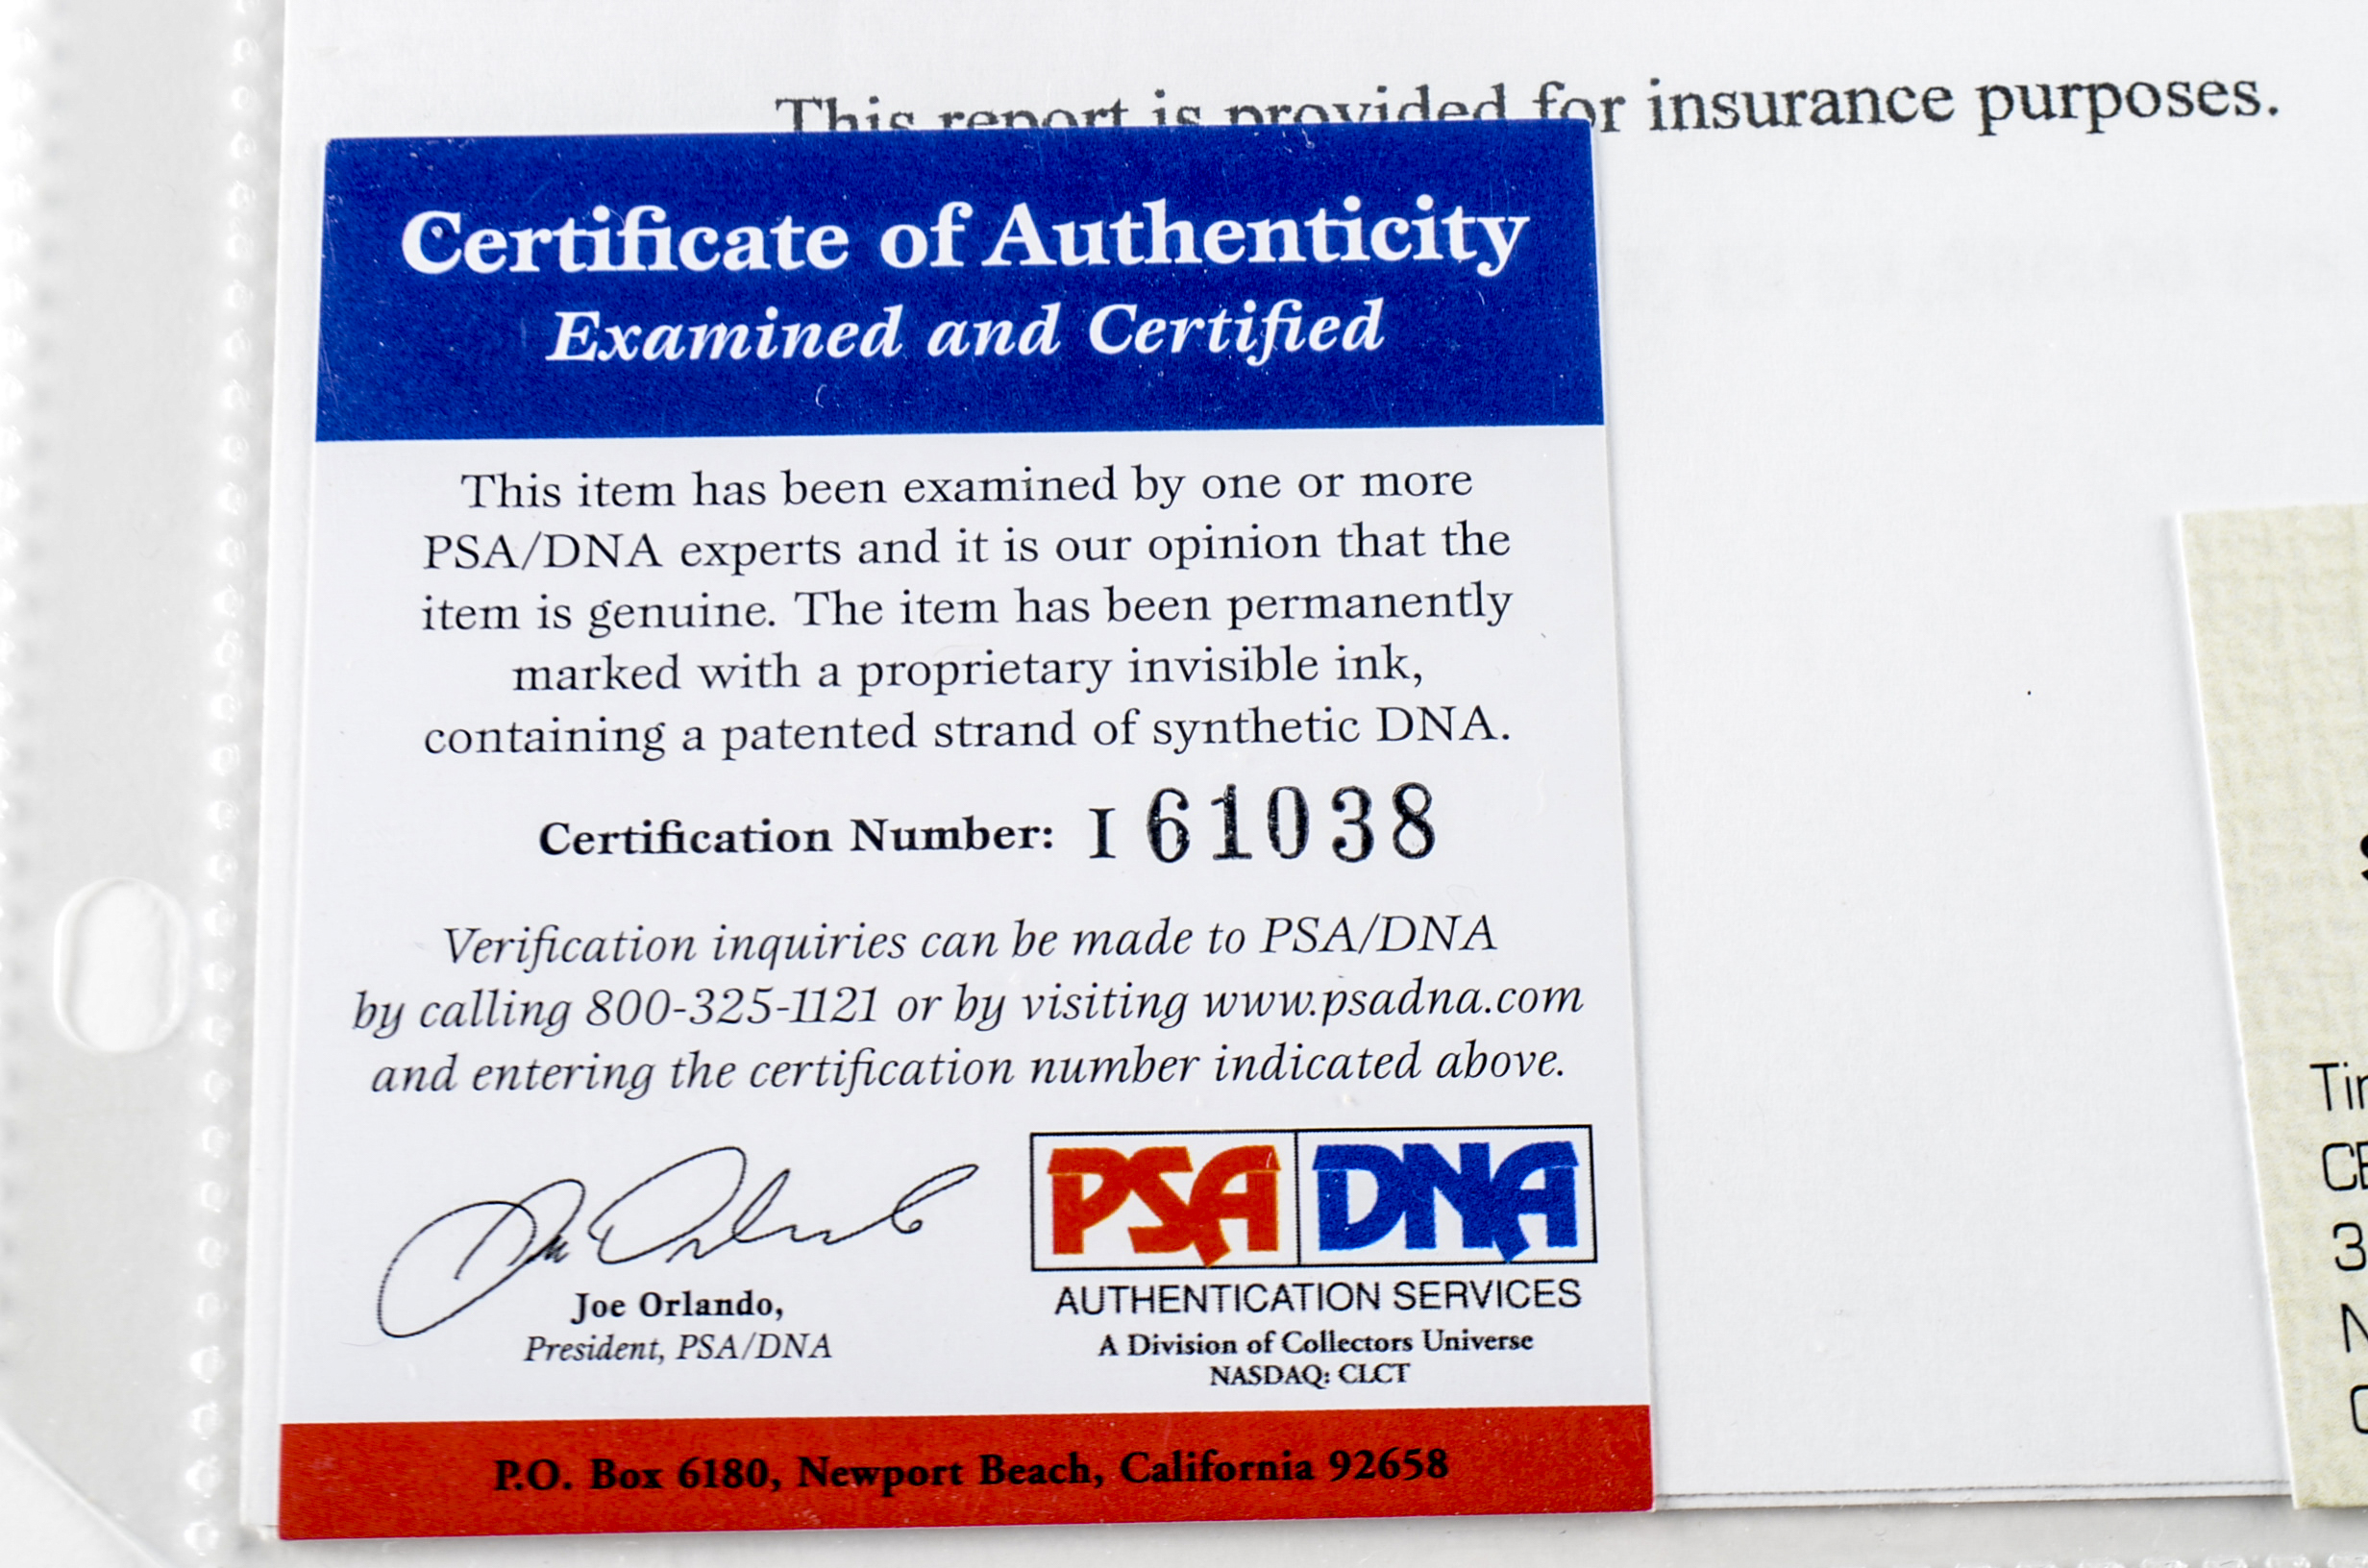 This report is provided for insurance purposes.
Certificate of Authenticity
Examined and Certified
This item has been examined by one or more
PSA/DNA experts and it is our opinion that the
item is genuine. The item has been permanently
marked with a proprietary invisible ink,
containing a patented strand of synthetic DNA.
Certification Number: I 61038
Verification inquiries can be made to PSA/DNA
by calling 800-325-1121 or by visiting www.psadna.com
and entering the certification number indicated above.
Joe Orlando,
President, PSA/DNA
PSA DNA
AUTHENTICATION SERVICES
A Division of Collectors Universe
NASDAQ: CLCT
P.O. Box 6180, Newport Beach, California 92658